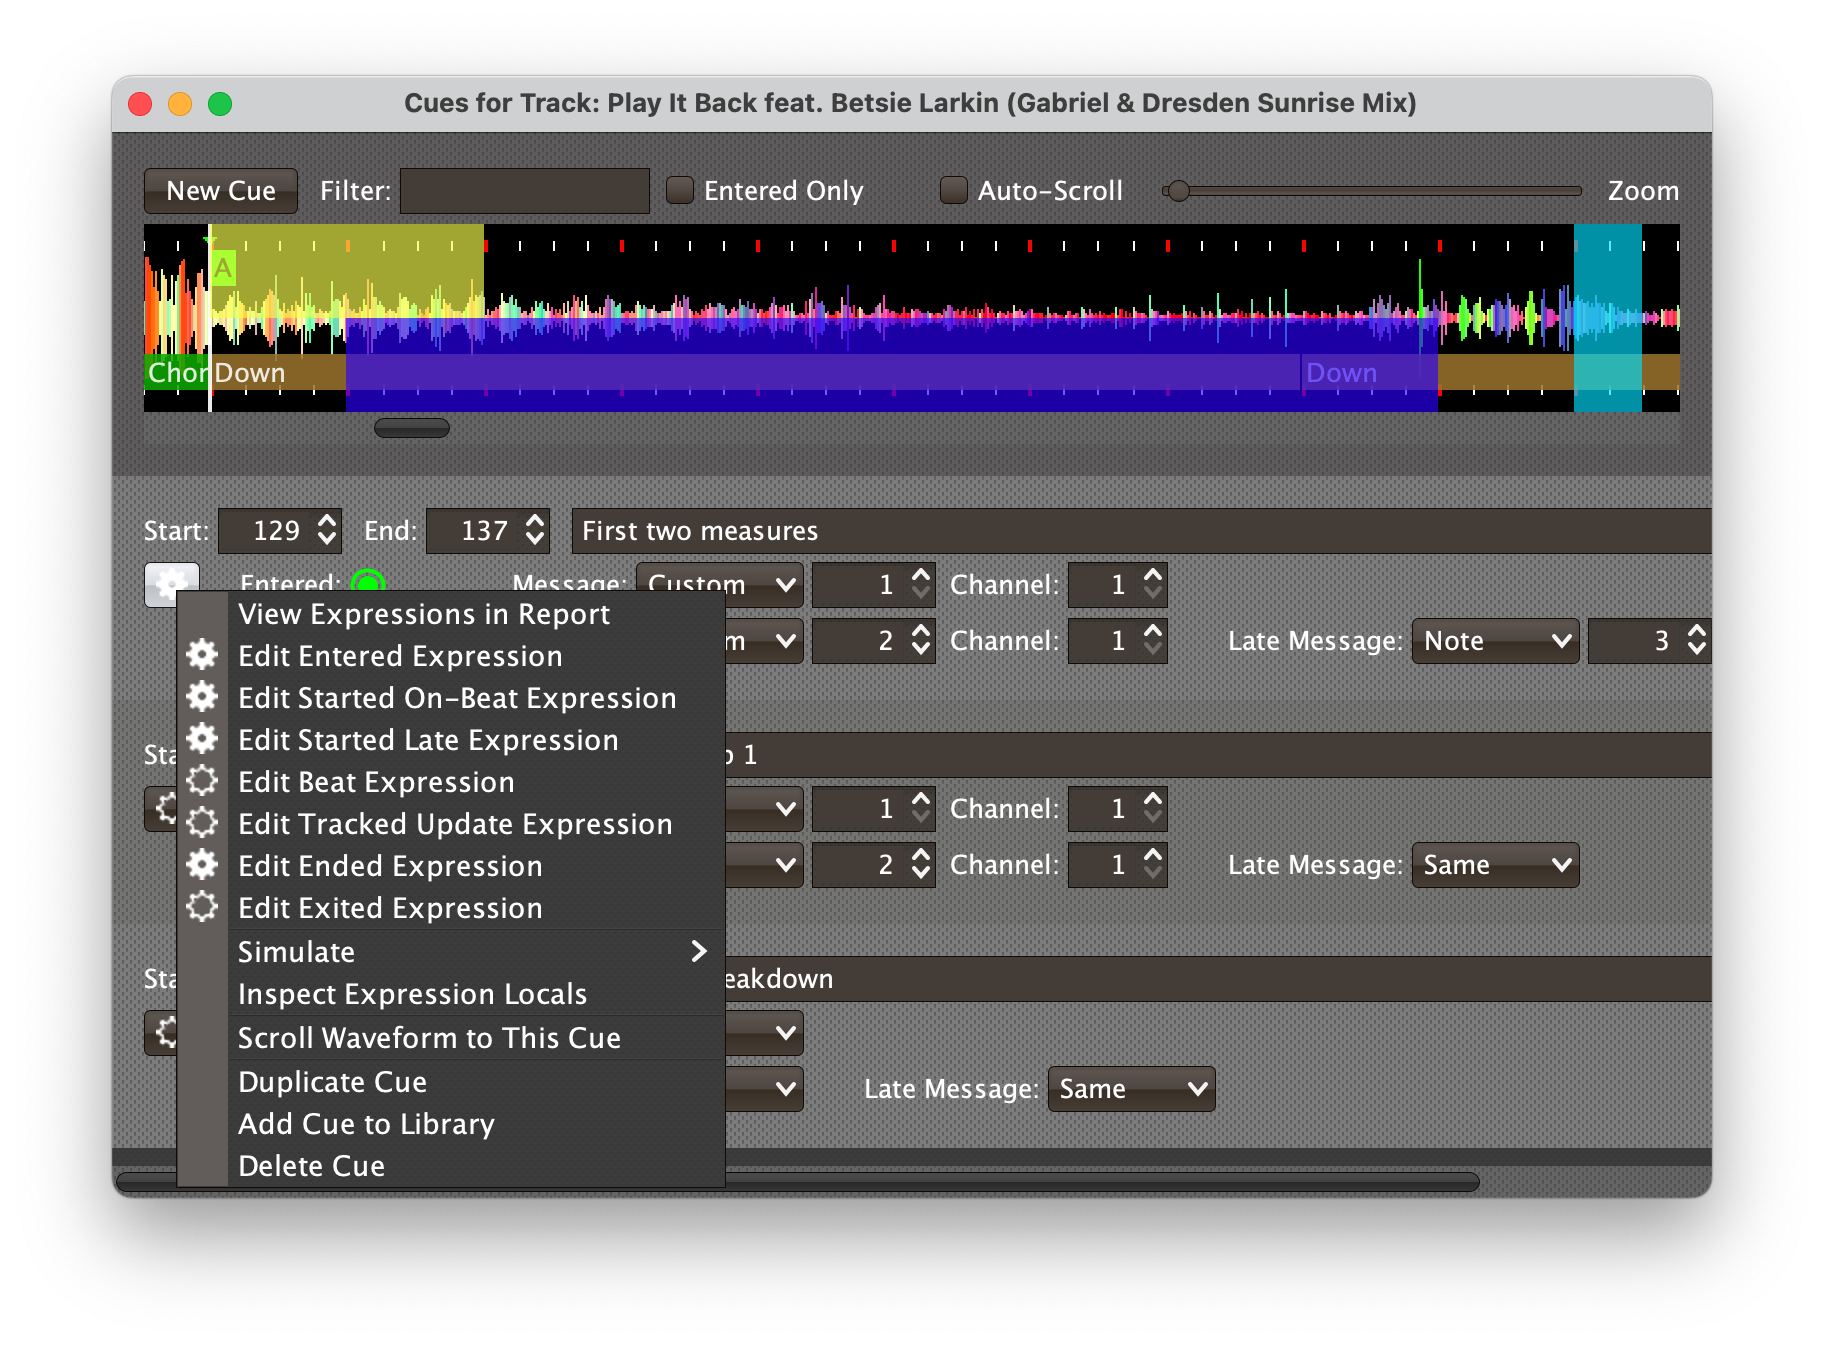 Cues for Track: Play It Back feat. Betsie Larkin (Gabriel & Dresden Sunrise Mix)
New Cue Filter: Entered Only Auto-Scroll Zoom
A
Chor Down Down
Start: 129 End: 137 First two measures
Entered: Message: Custom 1 Channel: 1
View Expressions in Report
Edit Entered Expression
m 2 Channel: 1 Late Message: Note 3
Edit Started On-Beat Expression
Edit Started Late Expression
Sta 1
Edit Beat Expression
1 Channel: 1
Edit Tracked Update Expression
Edit Ended Expression
2 Channel: 1 Late Message: Same
Edit Exited Expression
Simulate
Sta eakdown
Inspect Expression Locals
Scroll Waveform to This Cue
Duplicate Cue
Late Message: Same
Add Cue to Library
Delete Cue